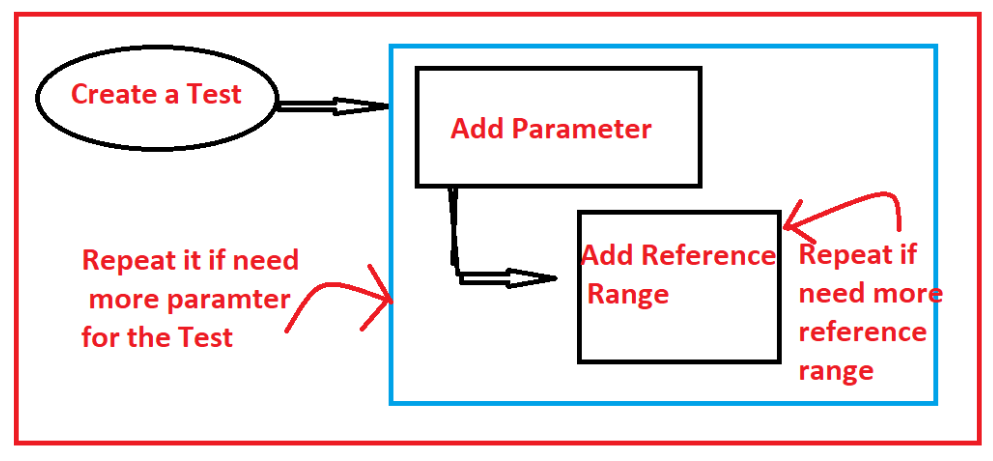 Create a Test
Add Parameter
Add Reference
Range
Repeat it if need
more paramter
for the Test
Repeat if
need more
reference
range